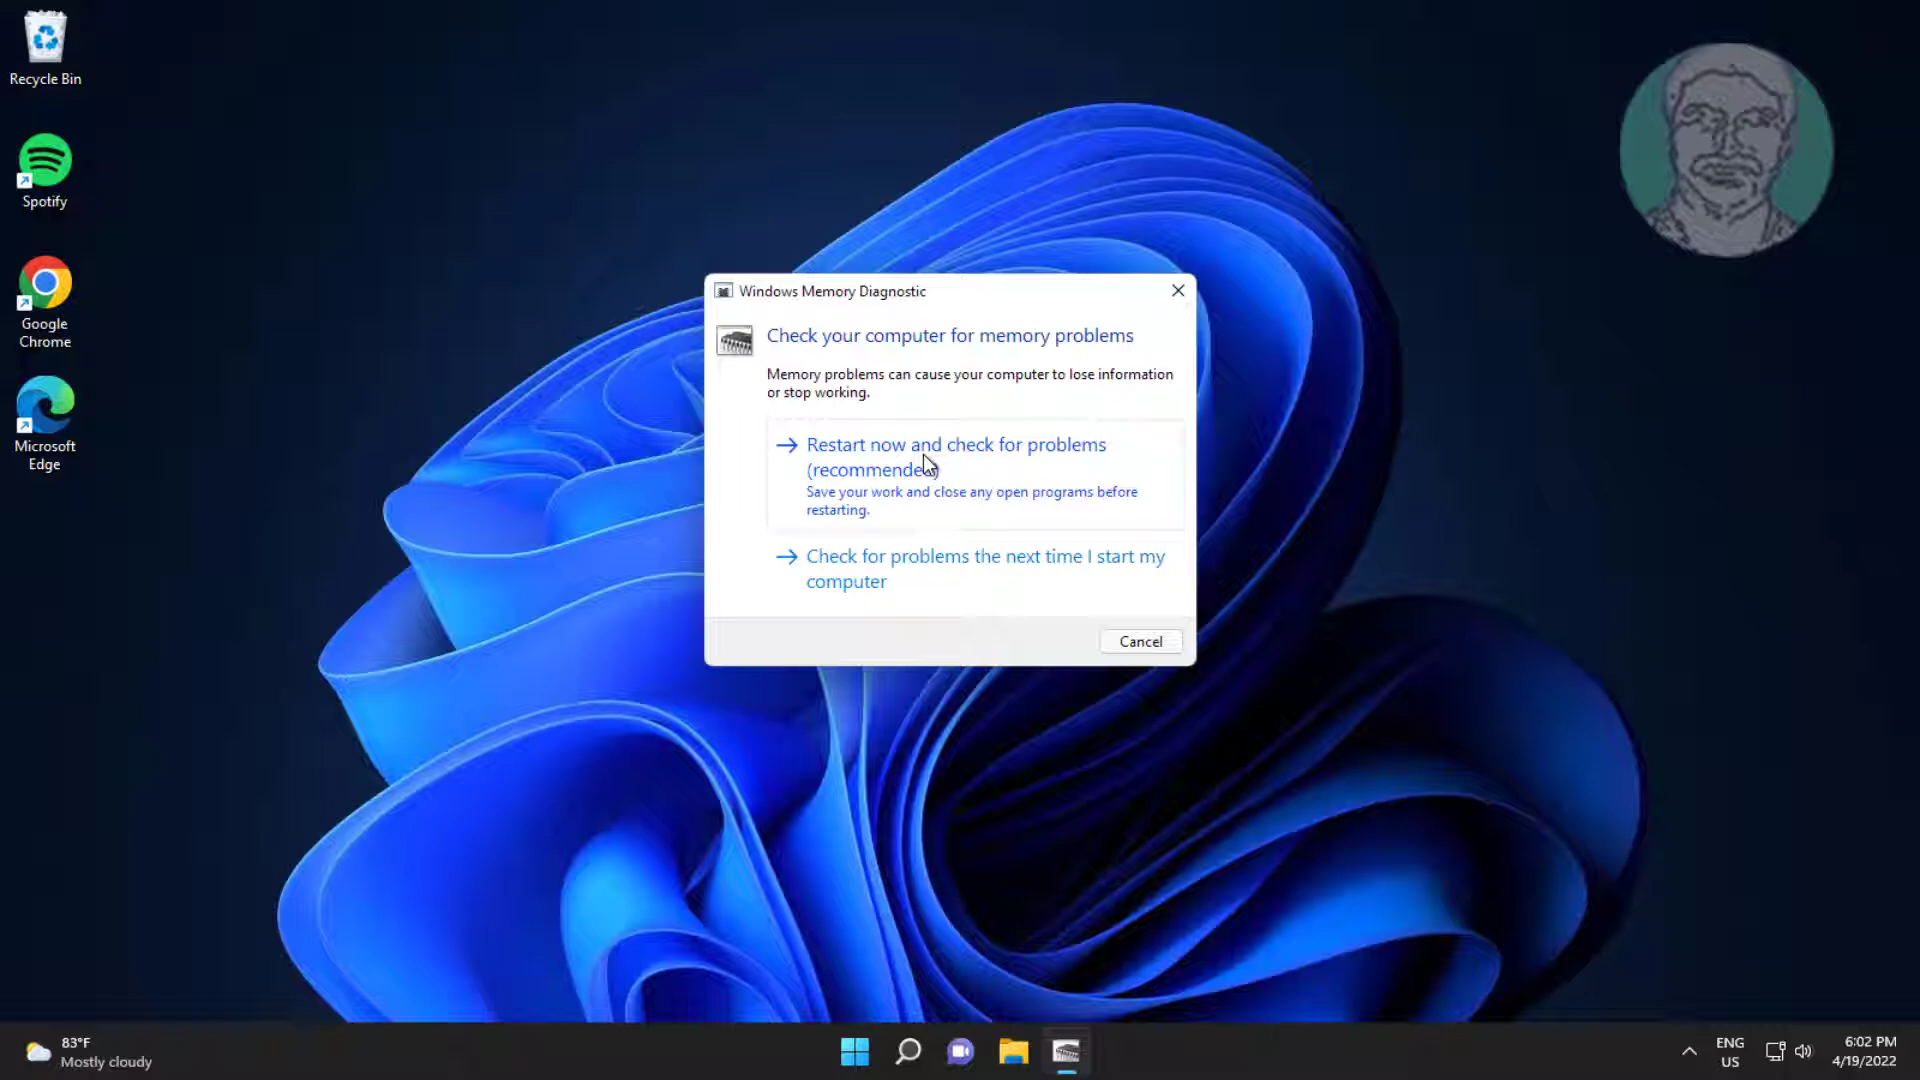 Recycle Bin
Spotify
Google
Chrome
Microsoft
Edge
Windows Memory Diagnostic
Check your computer for memory problems
Memory problems can cause your computer to lose information
or stop working.
Restart now and check for problems
(recommended)
Save your work and close any open programs before
restarting.
Check for problems the next time I start my
computer
Cancel
83°F
Mostly cloudy
ENG
US
6:02 PM
4/19/2022